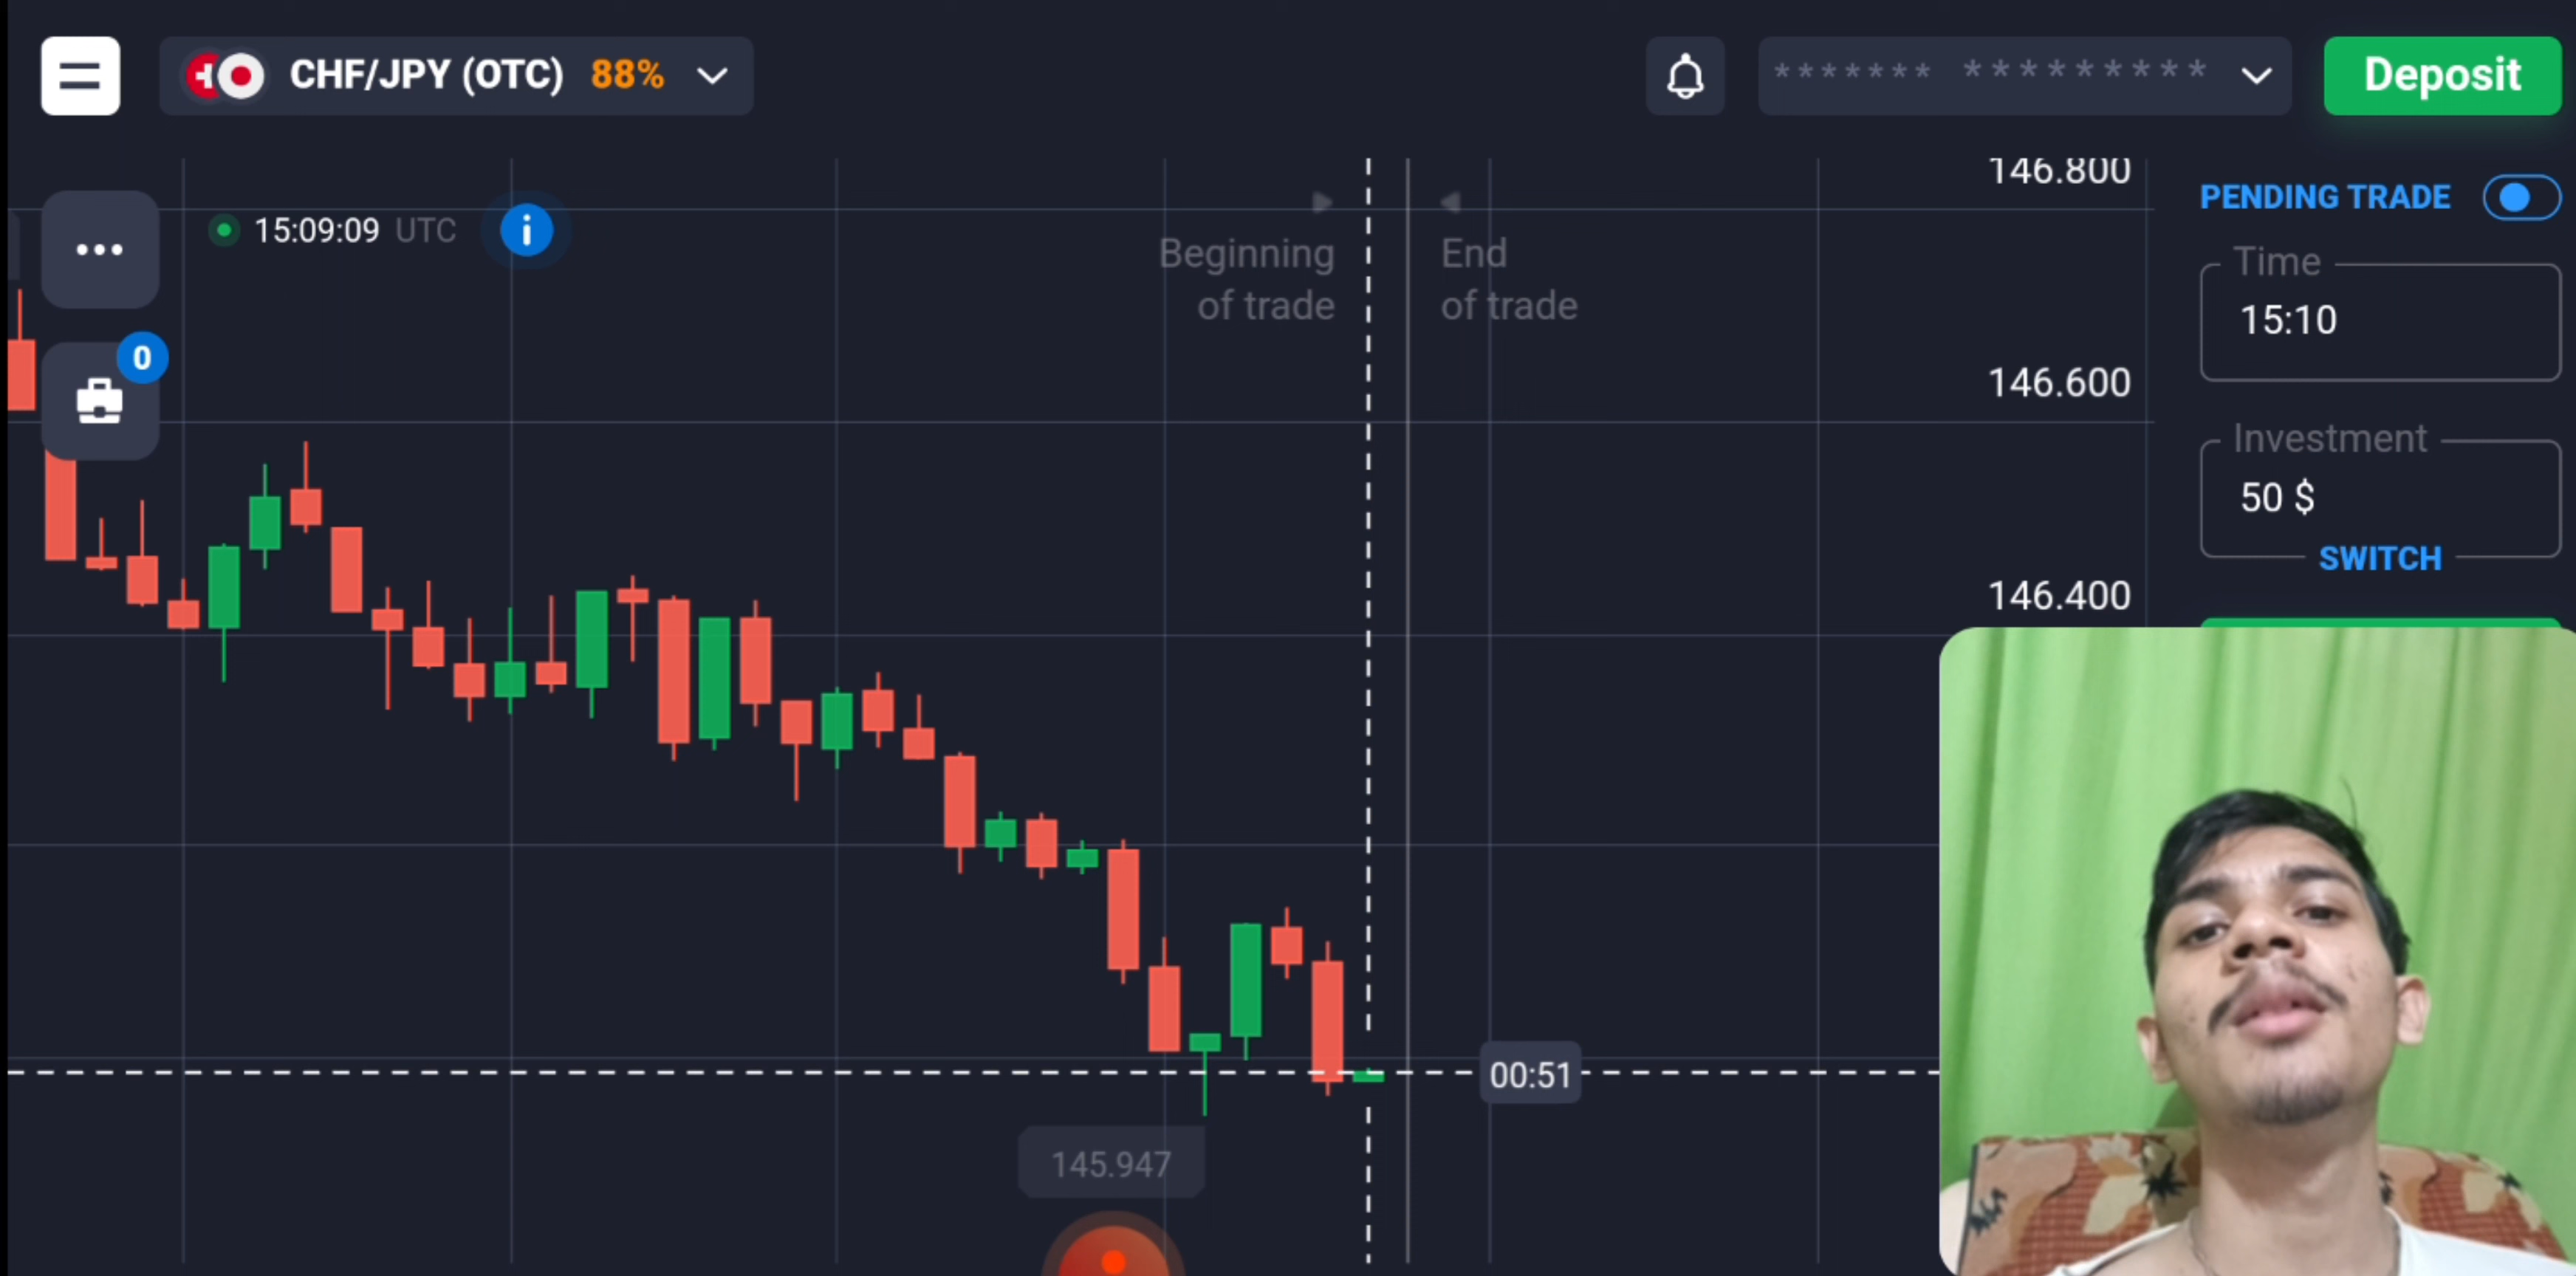 CHF/JPY (OTC) 88%
******* *********
Deposit
146.800
PENDING TRADE
15:09:09 UTC
Beginning
of trade
End
of trade
Time
15:10
0
146.600
Investment
50 $
SWITCH
146.400
00:51
145.947